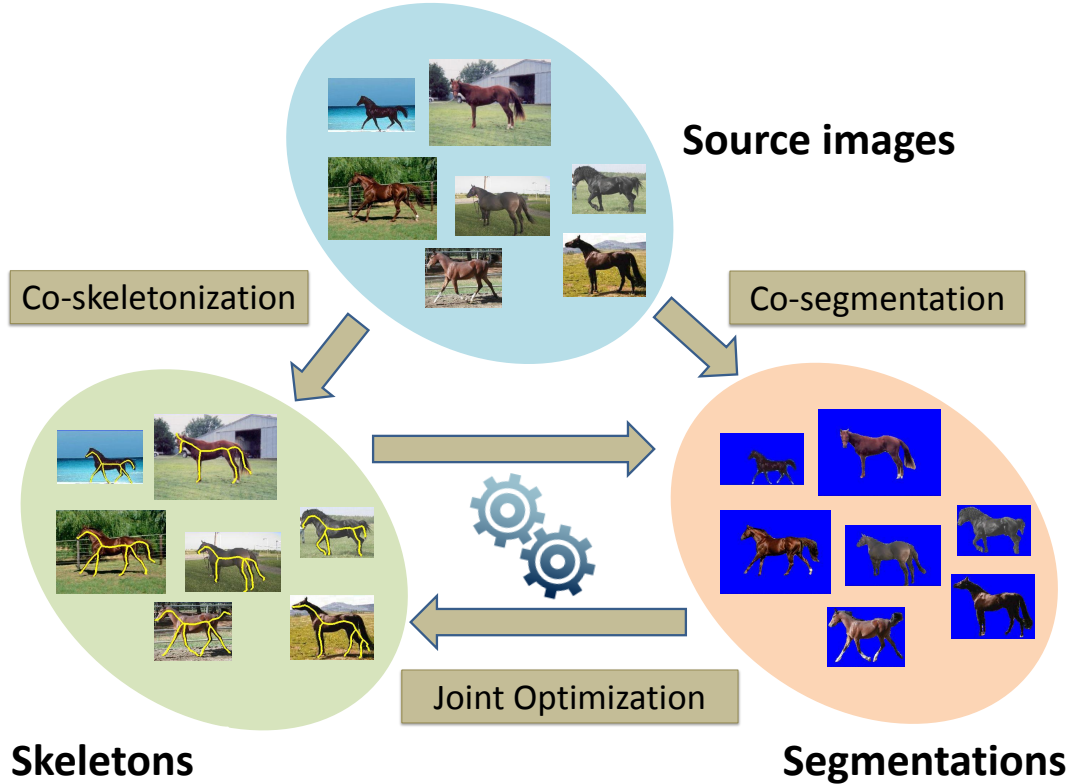 Source images
Co-skeletonization
Co-segmentation
Joint Optimization
Skeletons
Segmentations